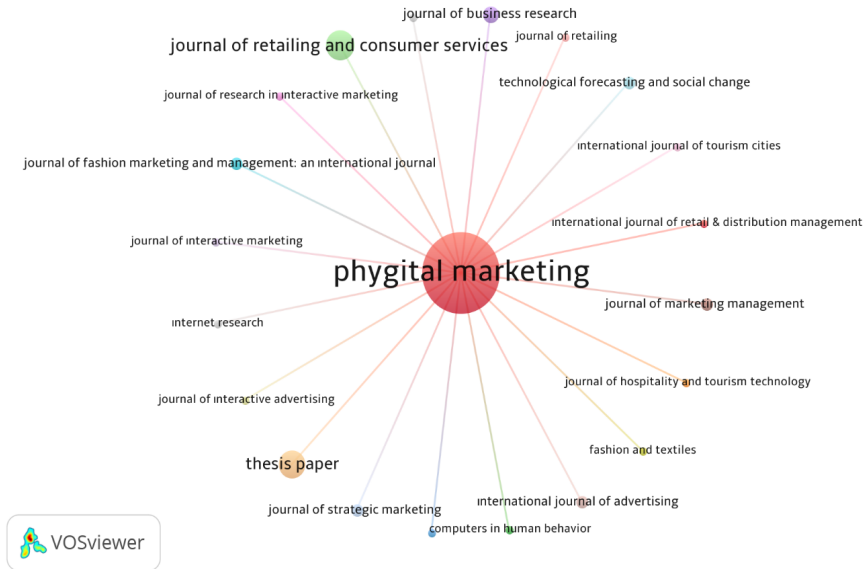 journal of business research
journal of retailing
journal of retailing and consumer services
technological forecasting and social change
journal of research in interactive marketing
international journal of tourism cities
journal of fashion marketing and management: an international journal
international journal of retail & distribution management
journal of interactive marketing
phygital marketing
journal of marketing management
internet research
journal of hospitality and tourism technology
journal of interactive advertising
fashion and textiles
thesis paper
international journal of advertising
journal of strategic marketing
computers in human behavior
VOSviewer